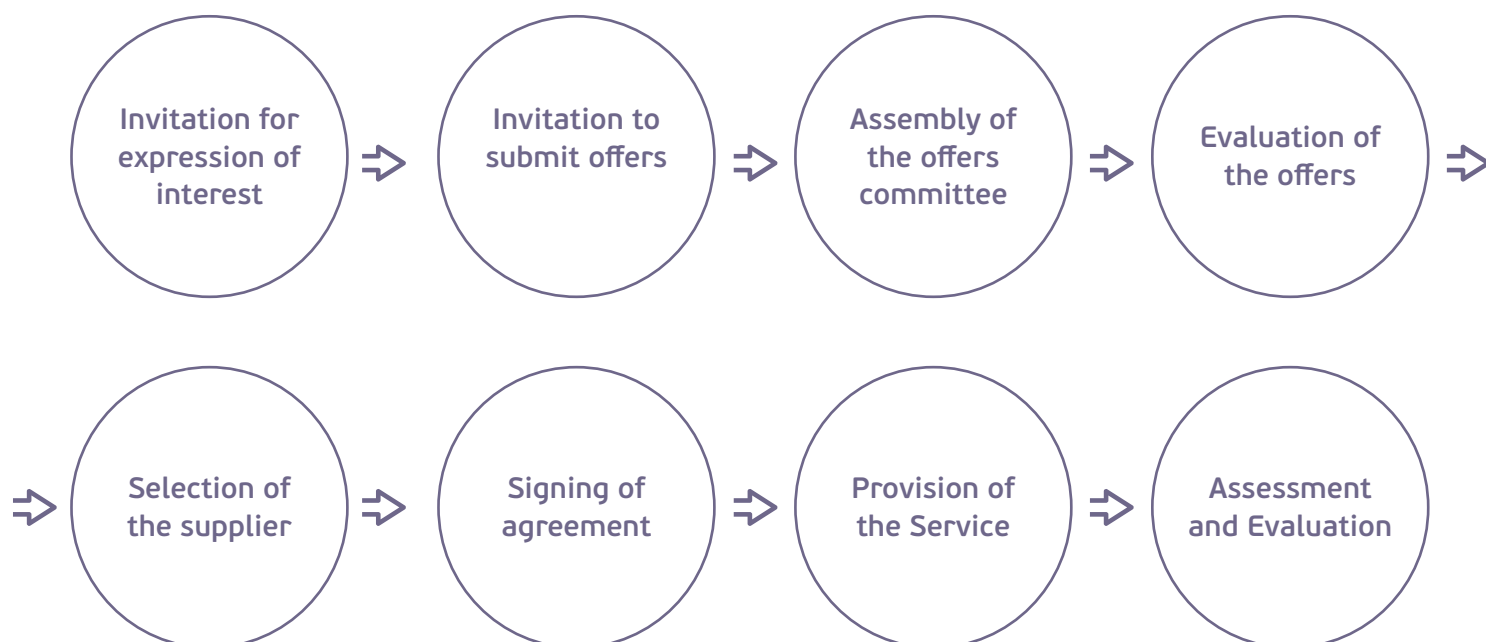 Invitation for
expression of
interest
Invitation to
submit offers
Assembly of
the offers
committee
Evaluation of
the offers
Selection of
the supplier
Signing of
agreement
Provision of
the Service
Assessment
and Evaluation